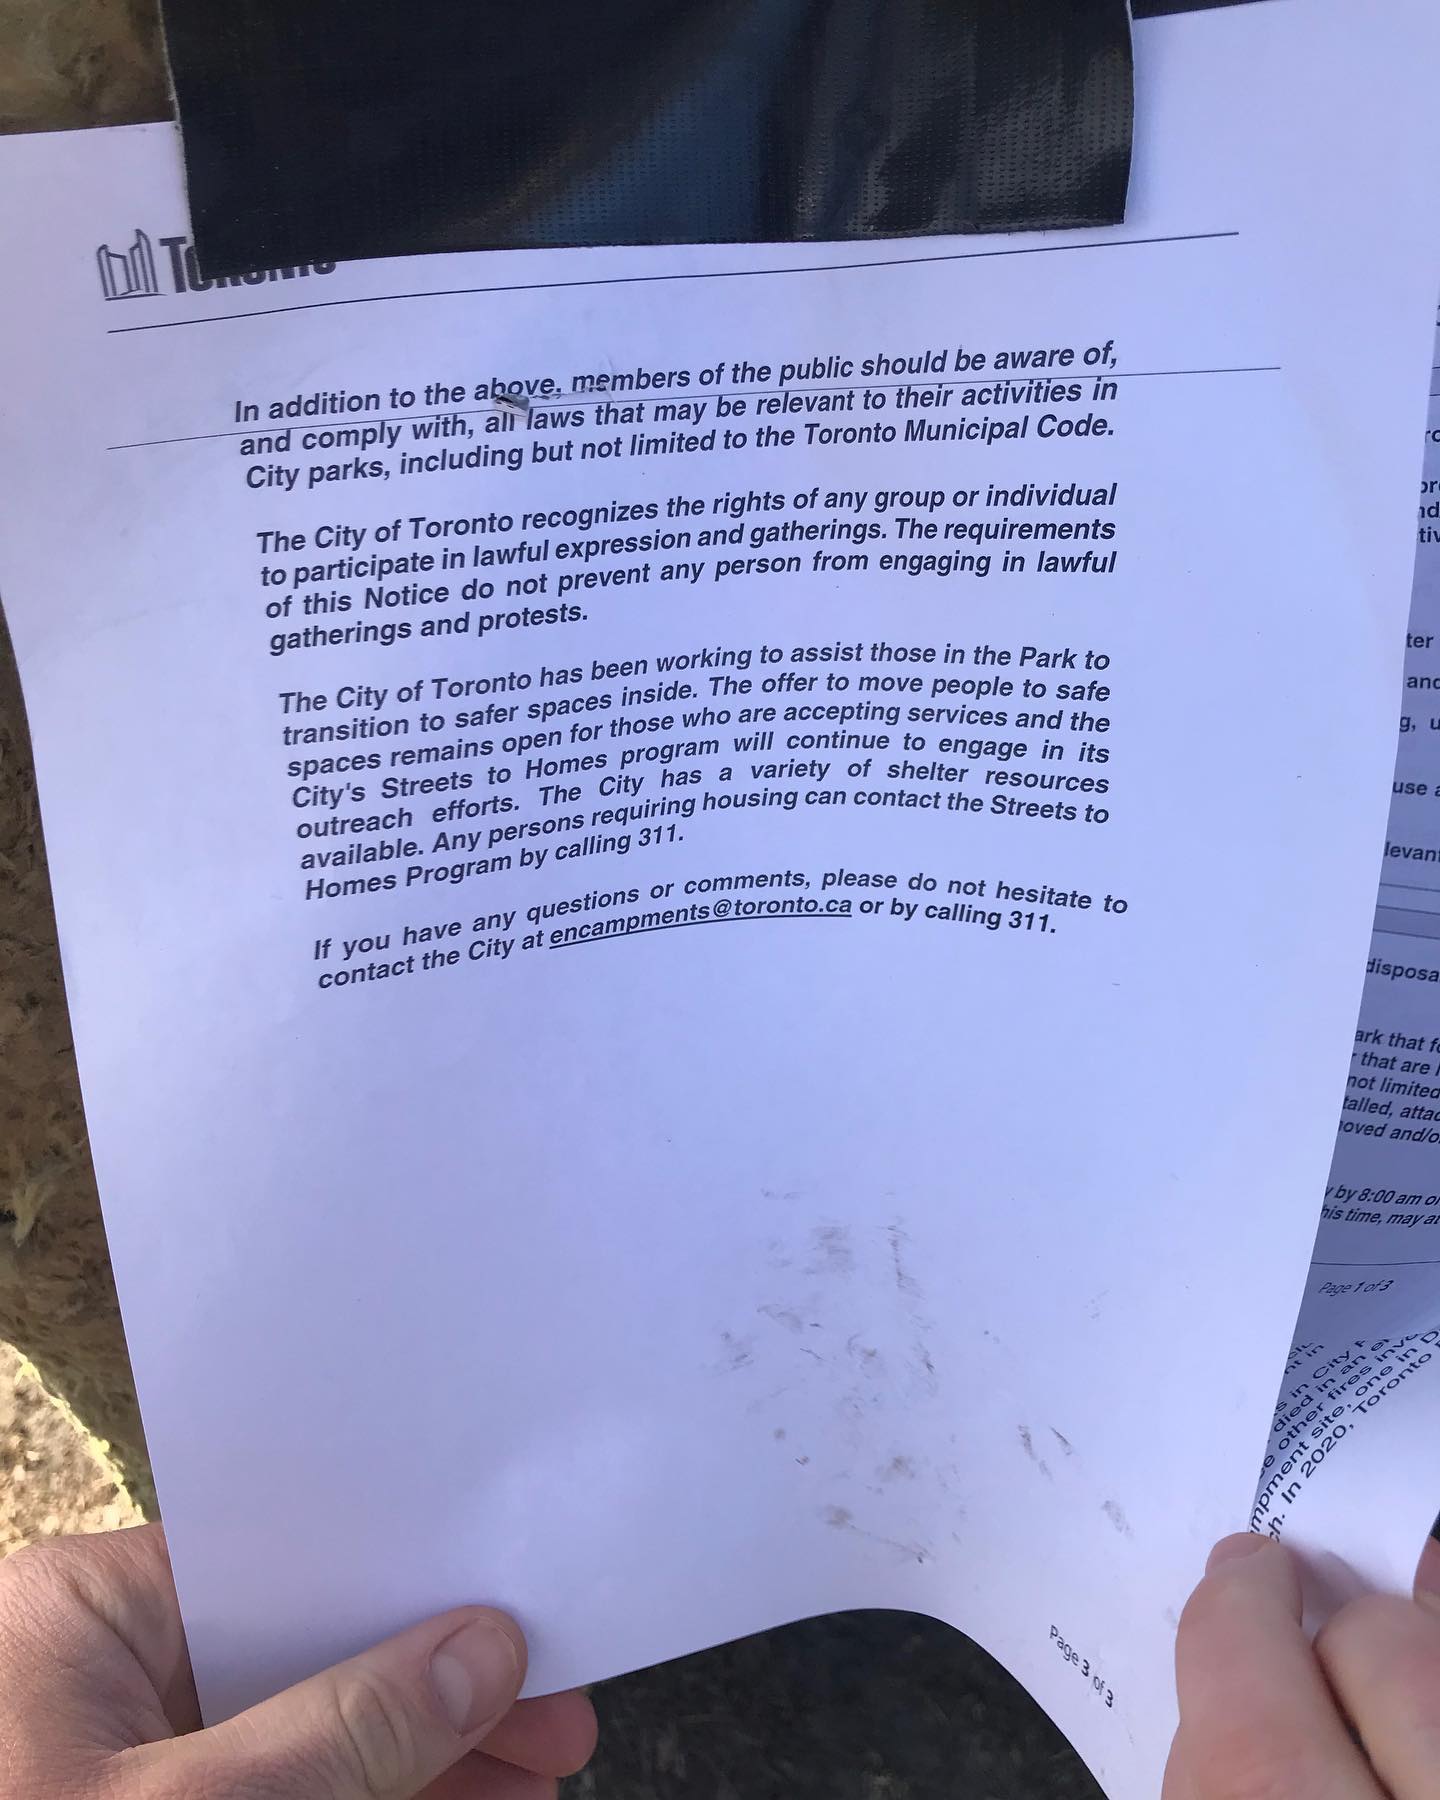 TORONTO
In addition to the above, members of the public should be aware of,
and comply with, all laws that may be relevant to their activities in
City parks, including but not limited to the Toronto Municipal Code.
The City of Toronto recognizes the rights of any group or individual
to participate in lawful expression and gatherings. The requirements
of this Notice do not prevent any person from engaging in lawful
gatherings and protests.
The City of Toronto has been working to assist those in the Park to
transition to safer spaces inside. The offer to move people to safe
spaces remains open for those who are accepting services and the
City's Streets to Homes program will continue to engage in its
outreach efforts. The City has a variety of shelter resources
available. Any persons requiring housing can contact the Streets to
Homes Program by calling 311.
If you have any questions or comments, please do not hesitate to
contact the City at encampments@toronto.ca or by calling 311.
Page 3 of 3
and
use
disposa
ark that
that are
not limited
talled, attac
oved and/o
by 8:00 am
his time, may
Page 1 of 3
in City
died in an
other fires
mpment site, one in
ch. In 2020, Toronto